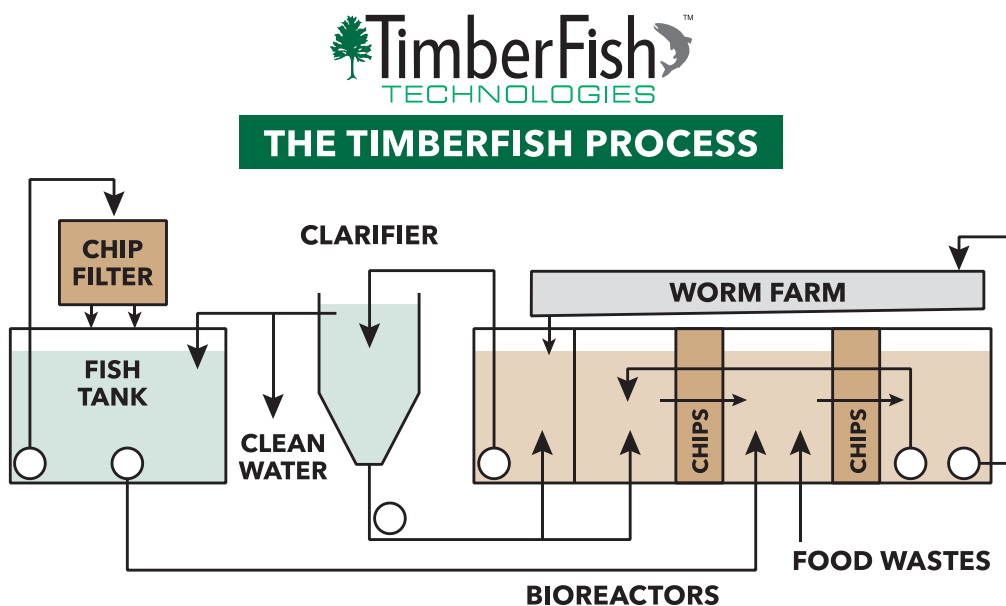 TimberFish™
TECHNOLOGIES
THE TIMBERFISH PROCESS
CHIP
FILTER
CLARIFIER
WORM FARM
FISH
TANK
CLEAN
WATER
CHIPS
CHIPS
FOOD WASTES
BIOREACTORS